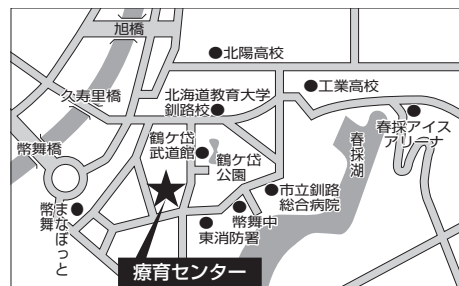 旭橋
北陽高校
工業高校
久寿里橋
北海道教育大学
釧路校
春採アイス
アリーナ
幣舞橋
鶴ケ岱
武道館
鶴ケ岱
公園
春採湖
市立釧路
総合病院
まなぼっと
幣舞
幣舞中
東消防署
療育センター